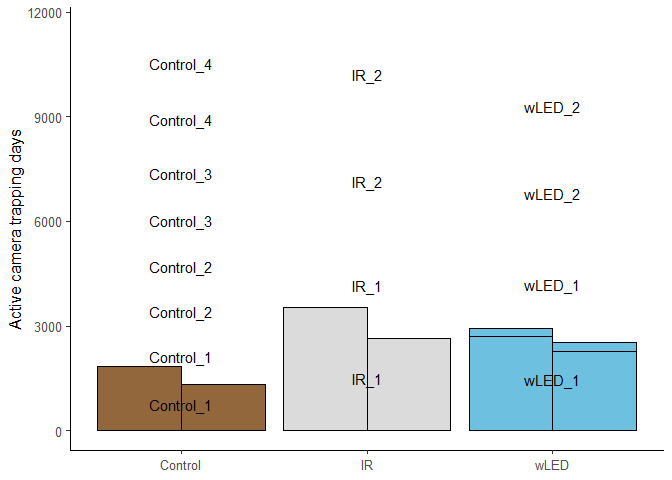 12000
Control_4
IR_2
wLED_2
9000
Control_4
Control_3
IR_2
wLED_2
6000
Control_3
Control_2
IR_1
wLED_1
Control_2
3000
Control_1
IR_1
wLED_1
Control_1
0
Control
IR
wLED
Active camera trapping days